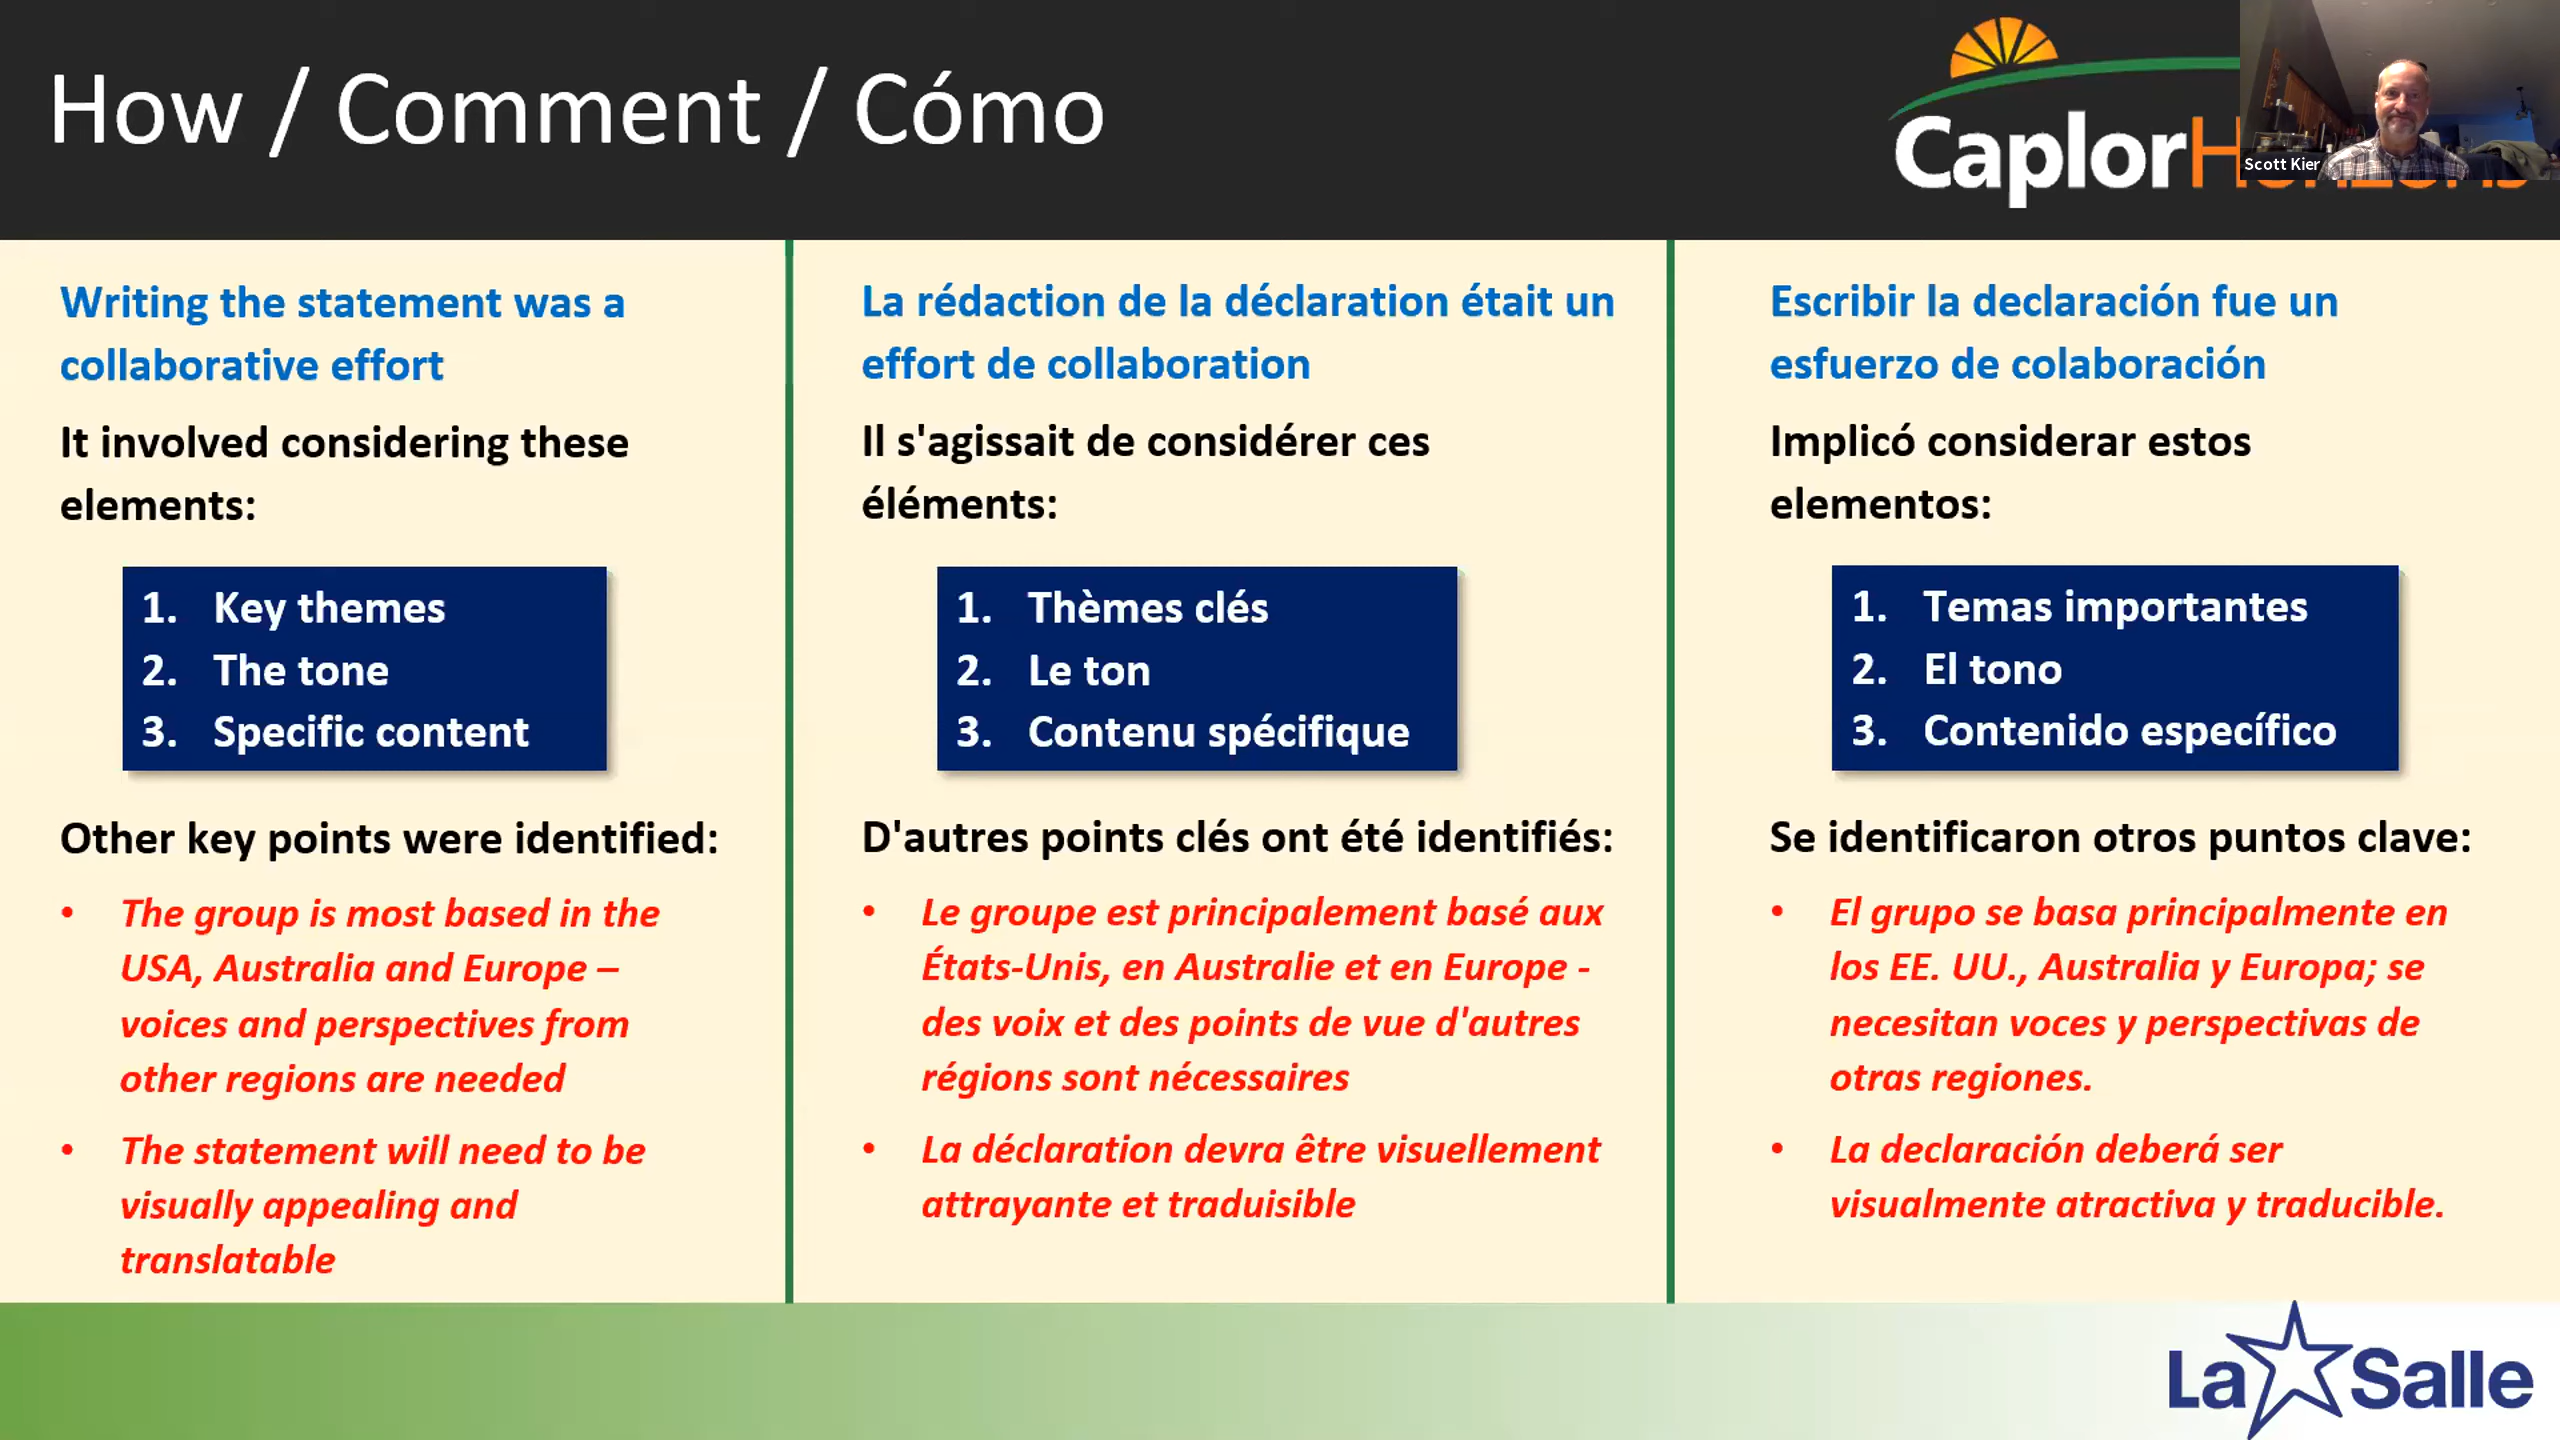 How / Comment / Cómo
Caplor
Scott Kier
Writing the statement was a
collaborative effort
It involved considering these
elements:
1. Key themes
2. The tone
3. Specific content
Other key points were identified:
• The group is most based in the
USA, Australia and Europe –
voices and perspectives from
other regions are needed
• The statement will need to be
visually appealing and
translatable
La rédaction de la déclaration était un
effort de collaboration
Il s'agissait de considérer ces
éléments:
1. Thèmes clés
2. Le ton
3. Contenu spécifique
D'autres points clés ont été identifiés:
• Le groupe est principalement basé aux
États-Unis, en Australie et en Europe -
des voix et des points de vue d'autres
régions sont nécessaires
• La déclaration devra être visuellement
attrayante et traduisible
Escribir la declaración fue un
esfuerzo de colaboración
Implicó considerar estos
elementos:
1. Temas importantes
2. El tono
3. Contenido específico
Se identificaron otros puntos clave:
• El grupo se basa principalmente en
los EE. UU., Australia y Europa; se
necesitan voces y perspectivas de
otras regiones.
• La declaración deberá ser
visualmente atractiva y traducible.
La Salle